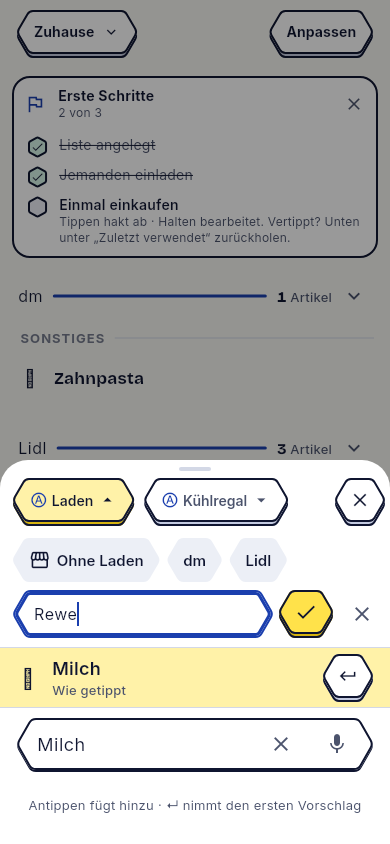 Zuhause
Anpassen
Erste Schritte
2 von 3
Liste angelegt
Jemanden einladen
Einmal einkaufen
Tippen hakt ab · Halten bearbeitet. Vertippt? Unten
unter „Zuletzt verwendet“ zurückholen.
dm
1 Artikel
SONSTIGES
Zahnpasta
Lidl
3 Artikel
A Laden
A Kühlregal
Ohne Laden
dm
Lidl
Rewe
Milch
Wie getippt
Milch
Antippen fügt hinzu · ↵ nimmt den ersten Vorschlag